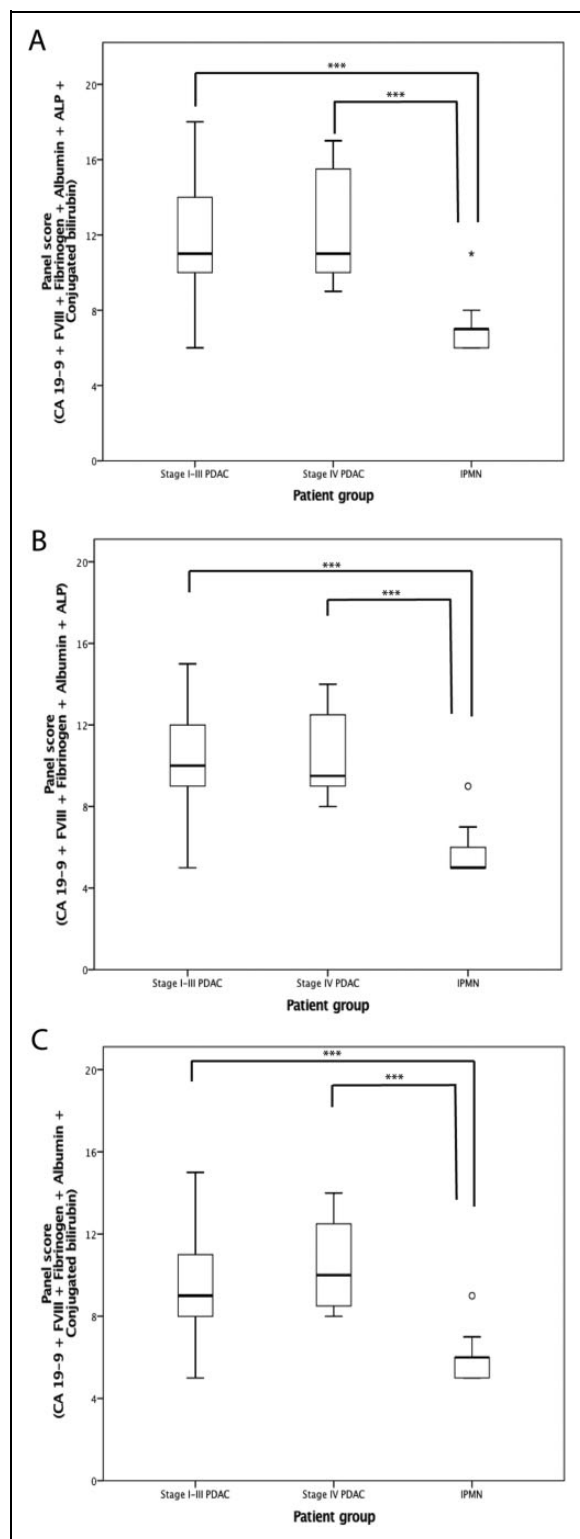 A
***
***
Panel score
(CA 19-9 + FVIII + Fibrinogen + Albumin + ALP +
Conjugated bilirubin)
20
16
12
8
4
0
*
Stage I-III PDAC
Stage IV PDAC
IPMN
Patient group
B
***
***
Panel score
(CA 19-9 + FVIII + Fibrinogen + Albumin + ALP)
20
16
12
8
4
0
Stage I-III PDAC
Stage IV PDAC
IPMN
Patient group
C
***
***
Panel score
(CA 19-9 + FVIII + Fibrinogen + Albumin +
Conjugated bilirubin)
20
16
12
8
4
0
Stage I-III PDAC
Stage IV PDAC
IPMN
Patient group